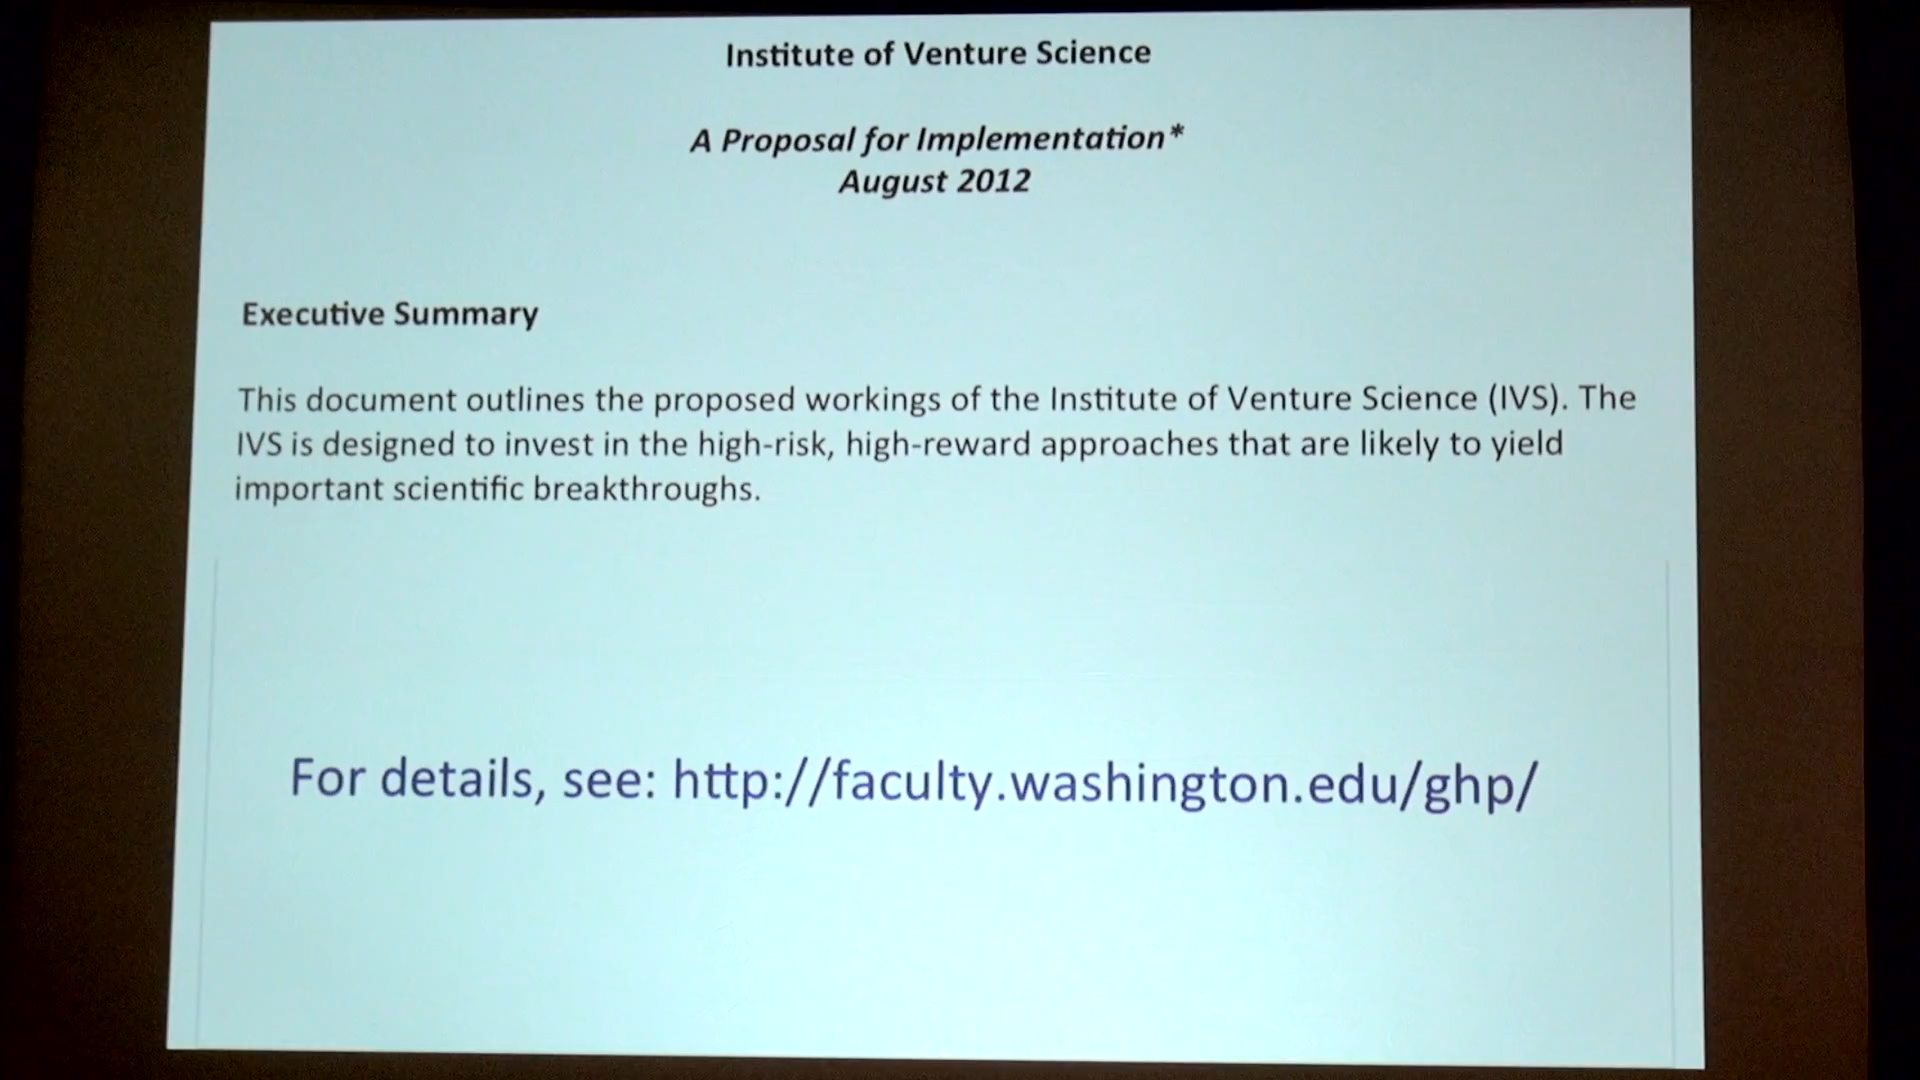 Institute of Venture Science
A Proposal for Implementation*
August 2012
Executive Summary
This document outlines the proposed workings of the Institute of Venture Science (IVS). The
IVS is designed to invest in the high-risk, high-reward approaches that are likely to yield
important scientific breakthroughs.
For details, see: http://faculty.washington.edu/ghp/